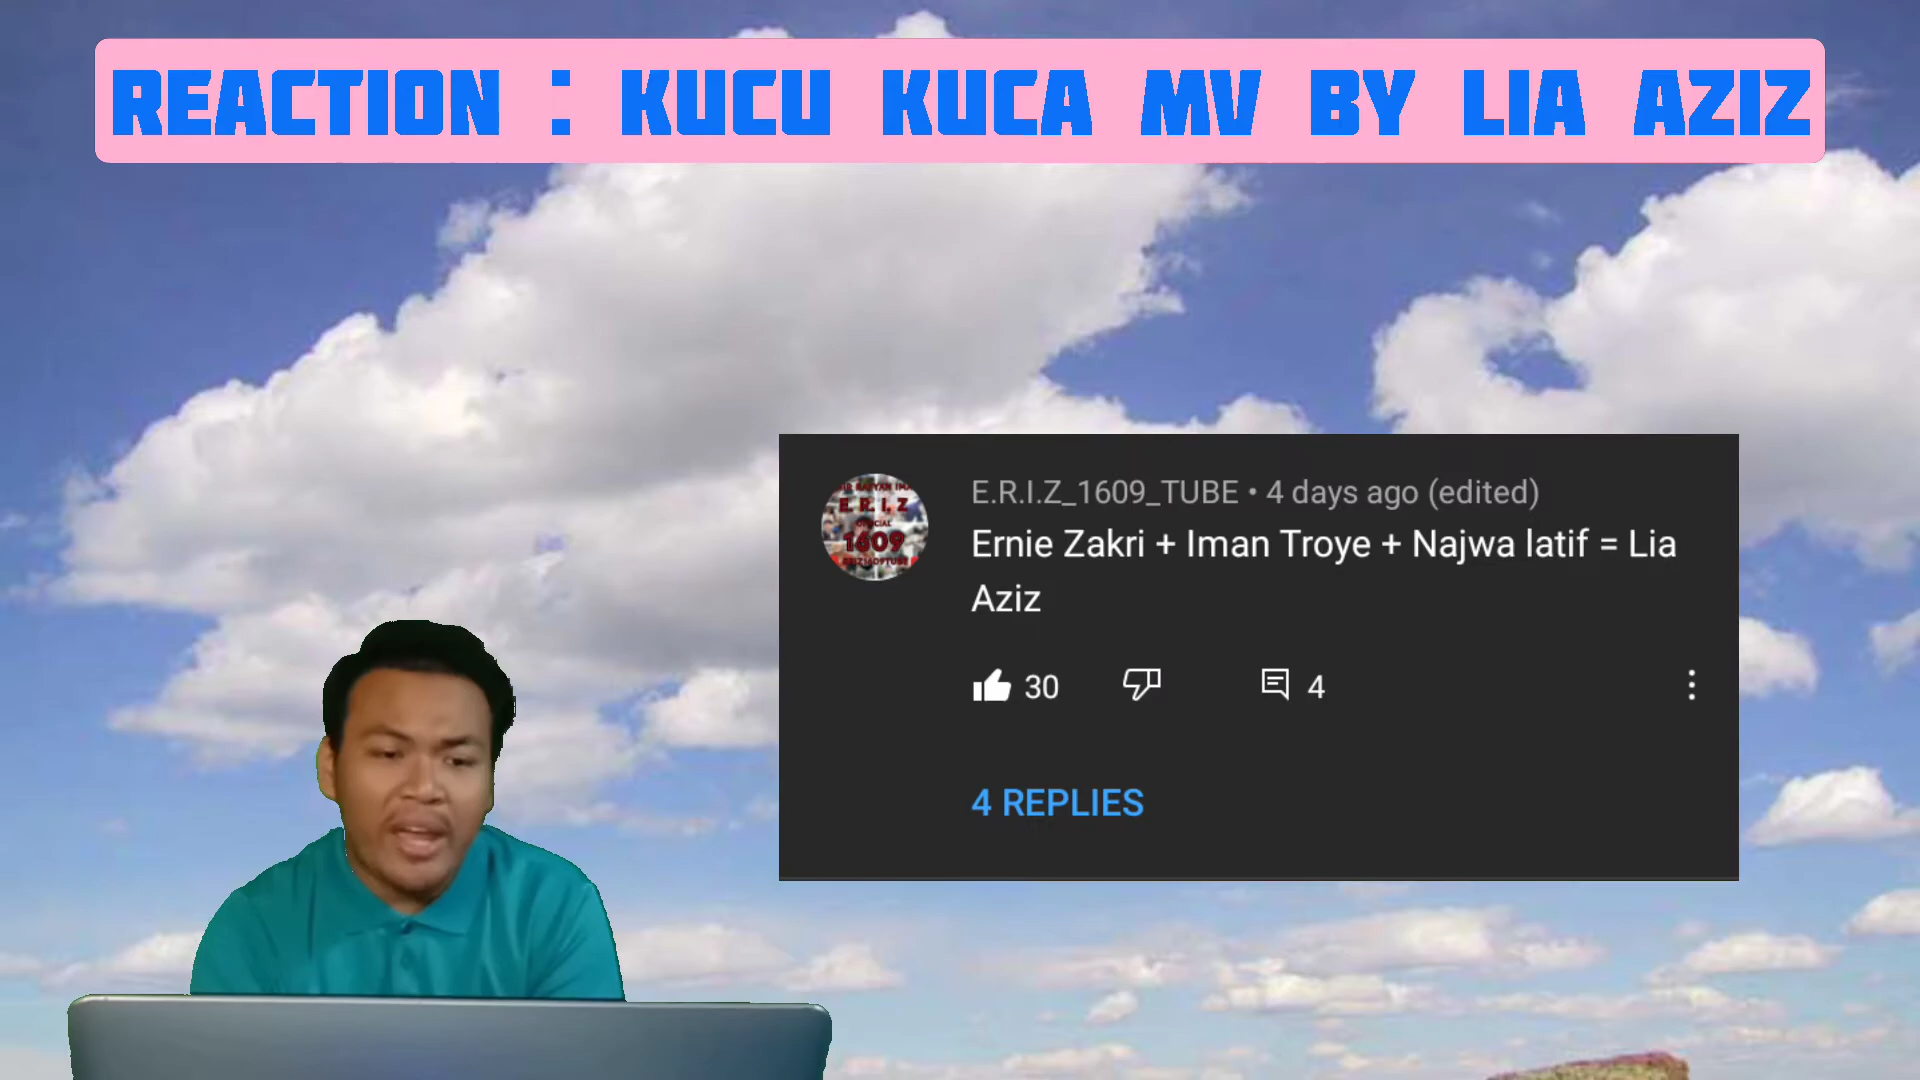 REACTION : KUCU KUCA MV BY LIA AZIZ
E.R.I.Z_1609_TUBE • 4 days ago (edited)
Ernie Zakri + Iman Troye + Najwa latif = Lia
Aziz
E. R. I. Z
1609
30
4
4 REPLIES